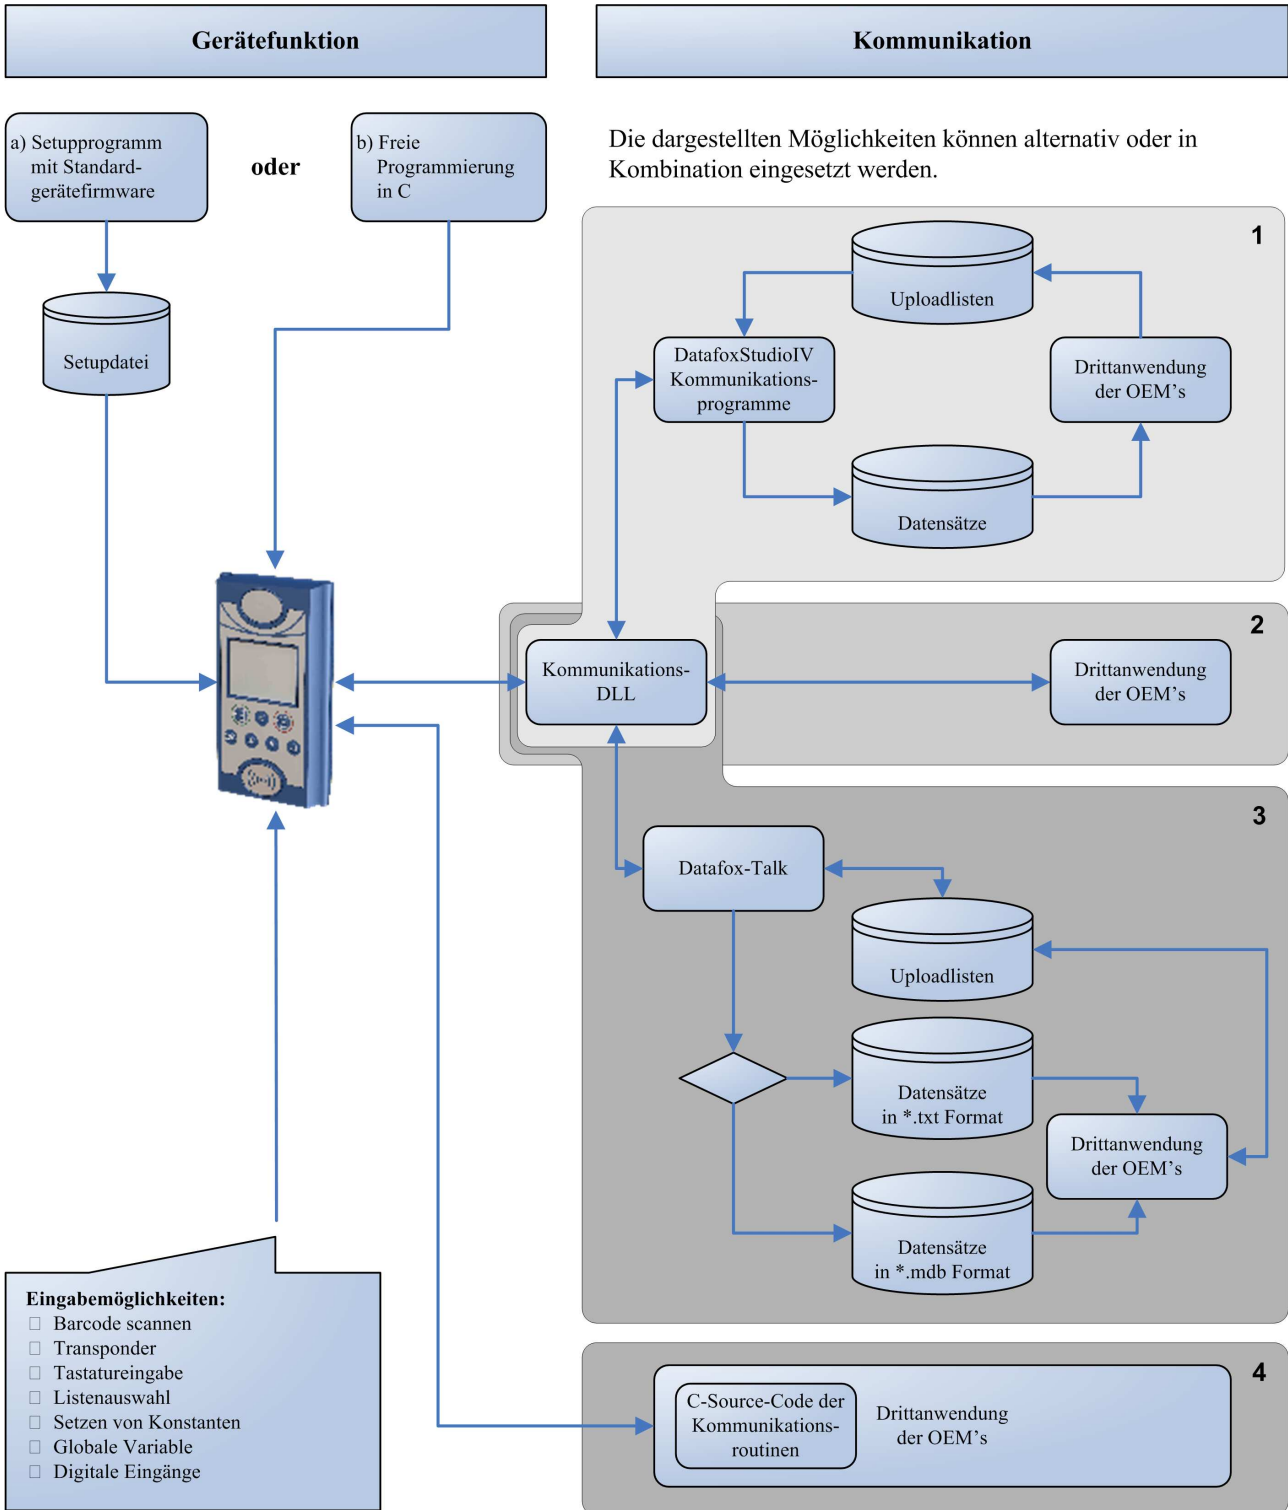 Gerätefunktion
Kommunikation
a) Setupprogramm
mit Standard-
gerätefirmware
oder
b) Freie
Programmierung
in C
Die dargestellten Möglichkeiten können alternativ oder in
Kombination eingesetzt werden.
Setupdatei
1
Uploadlisten
DatafoxStudioIV
Kommunikations-
programme
Drittanwendung
der OEM's
Datensätze
2
Kommunikations-
DLL
Drittanwendung
der OEM's
3
Datafox-Talk
Uploadlisten
Datensätze
in *.txt Format
Drittanwendung
der OEM's
Datensätze
in *.mdb Format
Eingabemöglichkeiten:
Barcode scannen
Transponder
Tastatureingabe
Listenauswahl
Setzen von Konstanten
Globale Variable
Digitale Eingänge
4
C-Source-Code der
Kommunikations-
routinen
Drittanwendung
der OEM's